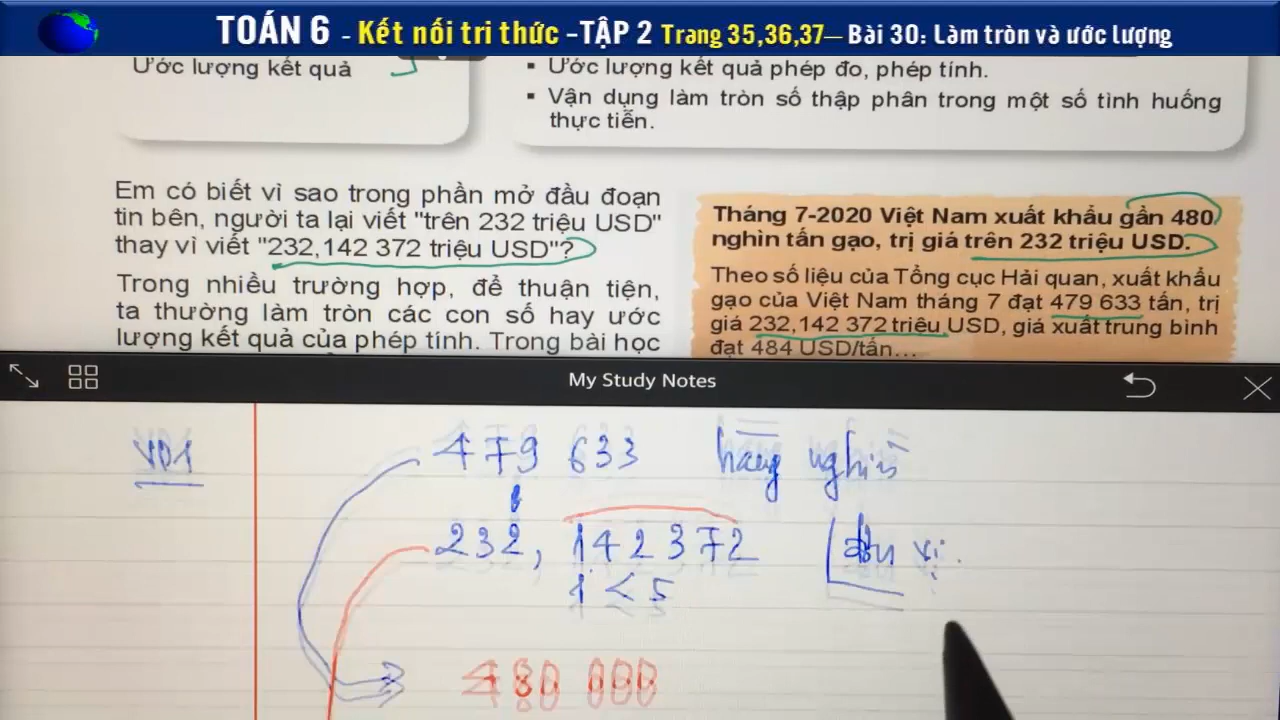 TOÁN 6 - Kết nối tri thức –TẬP 2 Trang 35,36,37– Bài 30: Làm tròn và ước lượng
Ước lượng kết quả
▪ Ước lượng kết quả phép đo, phép tính.
▪ Vận dụng làm tròn số thập phân trong một số tình huống
thực tiễn.
Em có biết vì sao trong phần mở đầu đoạn
tin bên, người ta lại viết "trên 232 triệu USD"
thay vì viết "232,142 372 triệu USD"?
Trong nhiều trường hợp, để thuận tiện,
ta thường làm tròn các con số hay ước
lượng kết quả của phép tính. Trong bài học
Tháng 7-2020 Việt Nam xuất khẩu gần 480
nghìn tấn gạo, trị giá trên 232 triệu USD.
Theo số liệu của Tổng cục Hải quan, xuất khẩu
gạo của Việt Nam tháng 7 đạt 479 633 tấn, trị
giá 232,142 372 triệu USD, giá xuất trung bình
đạt 484 USD/tấn...
My Study Notes
VD1
479 633 hàng nghìn
232, 142372 đơn vị.
1 < 5
480 000